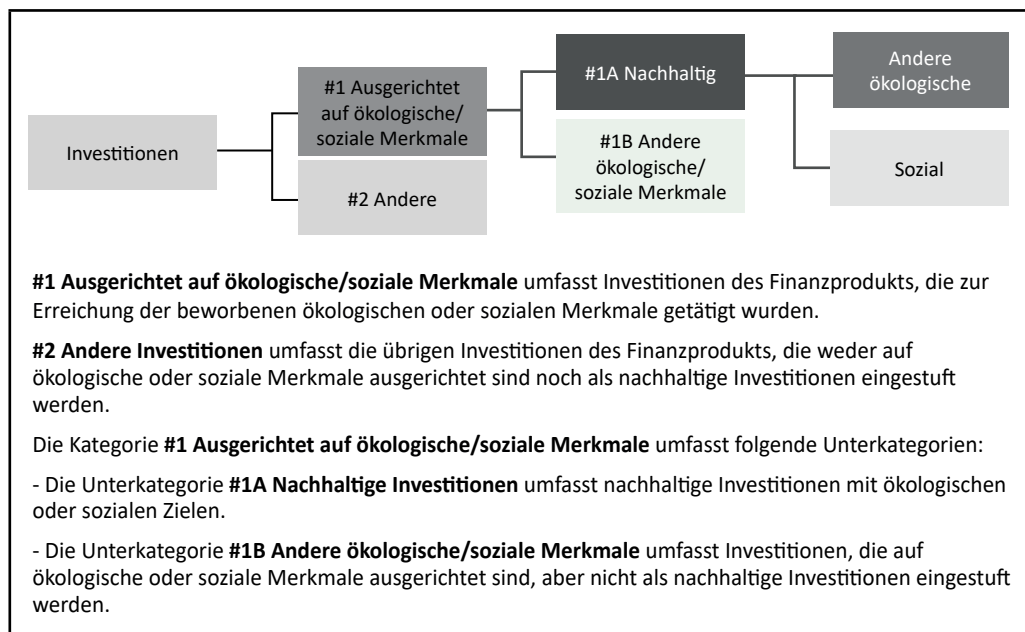 Investitionen
#1 Ausgerichtet
auf ökologische/
soziale Merkmale
#2 Andere
#1A Nachhaltig
#1B Andere
ökologische/
soziale Merkmale
Andere
ökologische
Sozial
#1 Ausgerichtet auf ökologische/soziale Merkmale umfasst Investitionen des Finanzprodukts, die zur
Erreichung der beworbenen ökologischen oder sozialen Merkmale getätigt wurden.
#2 Andere Investitionen umfasst die übrigen Investitionen des Finanzprodukts, die weder auf
ökologische oder soziale Merkmale ausgerichtet sind noch als nachhaltige Investitionen eingestuft
werden.
Die Kategorie #1 Ausgerichtet auf ökologische/soziale Merkmale umfasst folgende Unterkategorien:
- Die Unterkategorie #1A Nachhaltige Investitionen umfasst nachhaltige Investitionen mit ökologischen
oder sozialen Zielen.
- Die Unterkategorie #1B Andere ökologische/soziale Merkmale umfasst Investitionen, die auf
ökologische oder soziale Merkmale ausgerichtet sind, aber nicht als nachhaltige Investitionen eingestuft
werden.